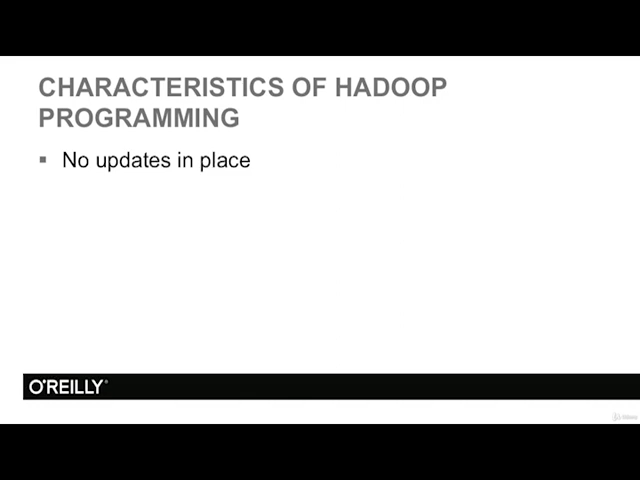 CHARACTERISTICS OF HADOOP
PROGRAMMING
▪ No updates in place
O'REILLY®